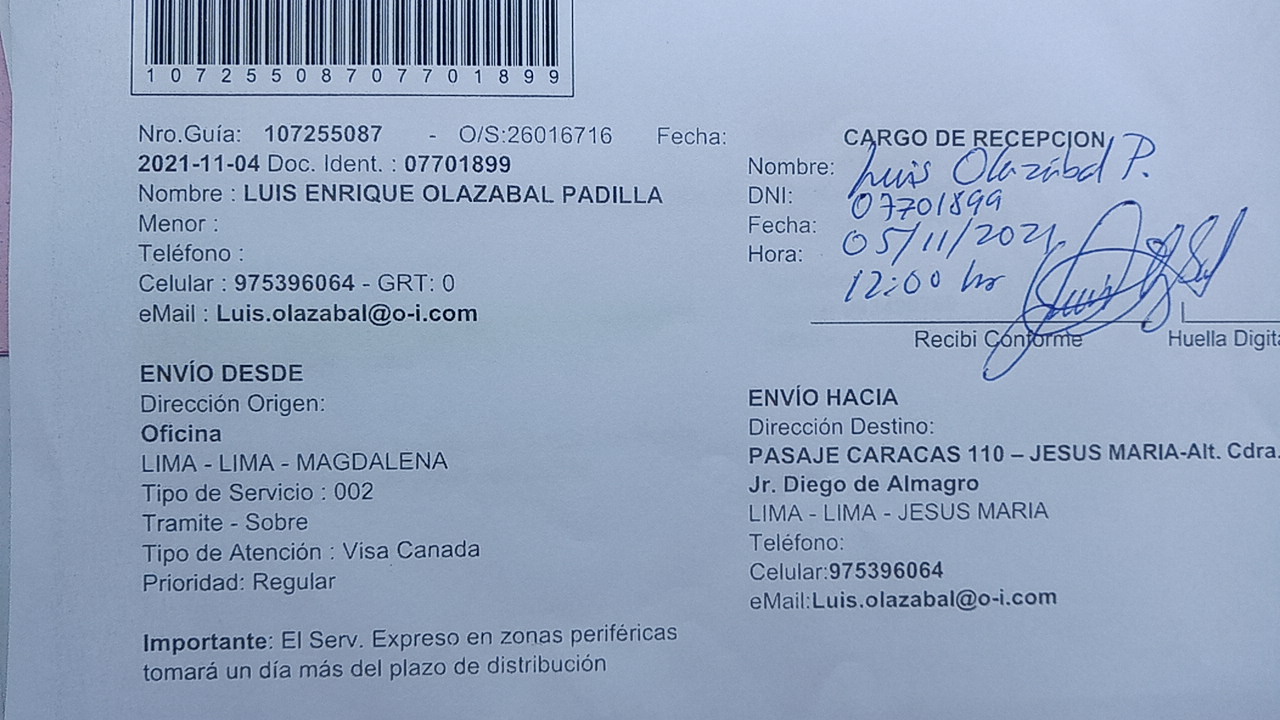 10725508707701899
Nro.Guía: 107255087 - O/S:26016716 Fecha:
2021-11-04 Doc. Ident. : 07701899
Nombre : LUIS ENRIQUE OLAZABAL PADILLA
Menor :
Teléfono :
Celular : 975396064 - GRT: 0
eMail : Luis.olazabal@o-i.com
CARGO DE RECEPCION
Nombre: Luis Olazábal P.
DNI: 07701899
Fecha: 05/11/2021
Hora: 12:00 hr
Recibi Conforme Huella Digita
ENVÍO DESDE
Dirección Origen:
Oficina
LIMA - LIMA - MAGDALENA
Tipo de Servicio : 002
Tramite - Sobre
Tipo de Atención : Visa Canada
Prioridad: Regular
ENVÍO HACIA
Dirección Destino:
PASAJE CARACAS 110 – JESUS MARIA-Alt. Cdra.
Jr. Diego de Almagro
LIMA - LIMA - JESUS MARIA
Teléfono:
Celular:975396064
eMail:Luis.olazabal@o-i.com
Importante: El Serv. Expreso en zonas periféricas
tomará un día más del plazo de distribución